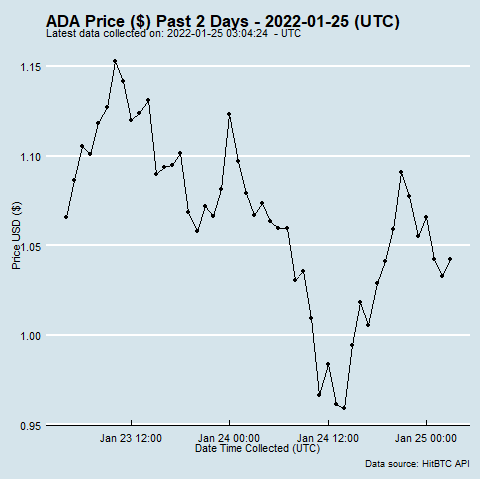 ADA Price ($) Past 2 Days - 2022-01-25 (UTC)
Latest data collected on: 2022-01-25 03:04:24  - UTC
1.15
1.10
1.05
1.00
0.95
Price USD ($)
Jan 23 12:00
Jan 24 00:00
Jan 24 12:00
Jan 25 00:00
Date Time Collected (UTC)
Data source: HitBTC API